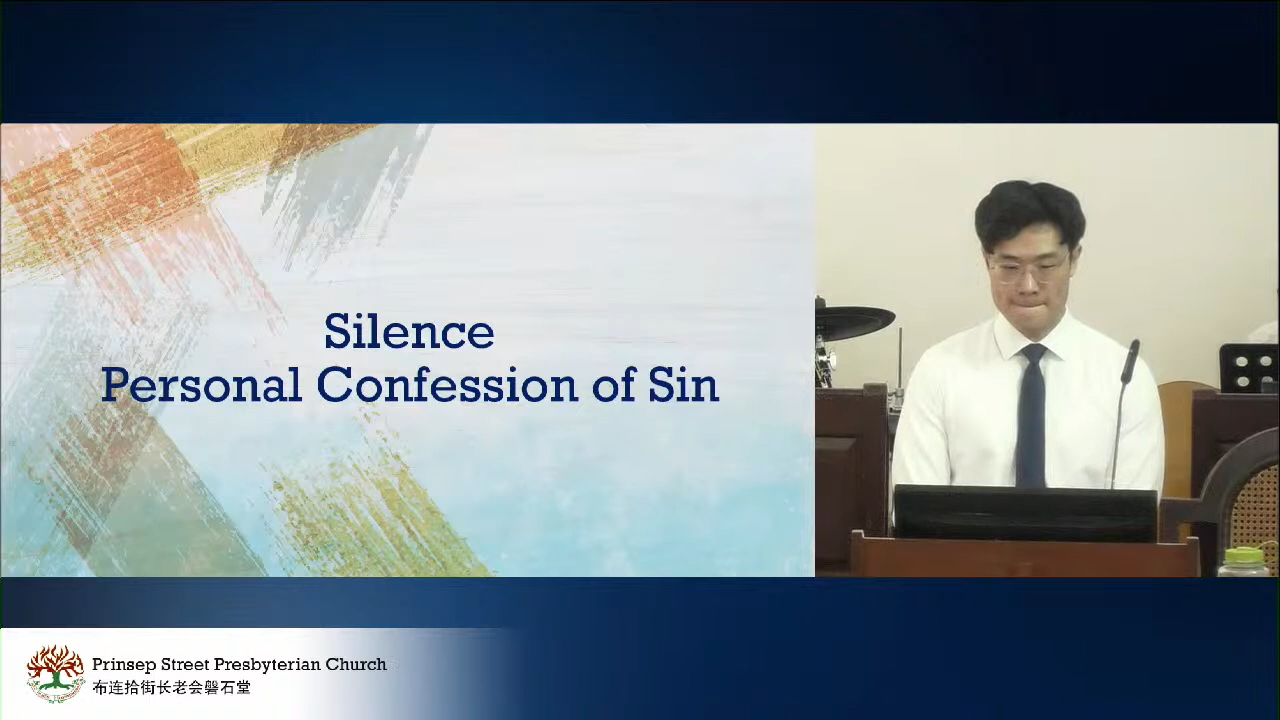 Silence
Personal Confession of Sin
Prinsep Street Presbyterian Church
布连拾街长老会磐石堂